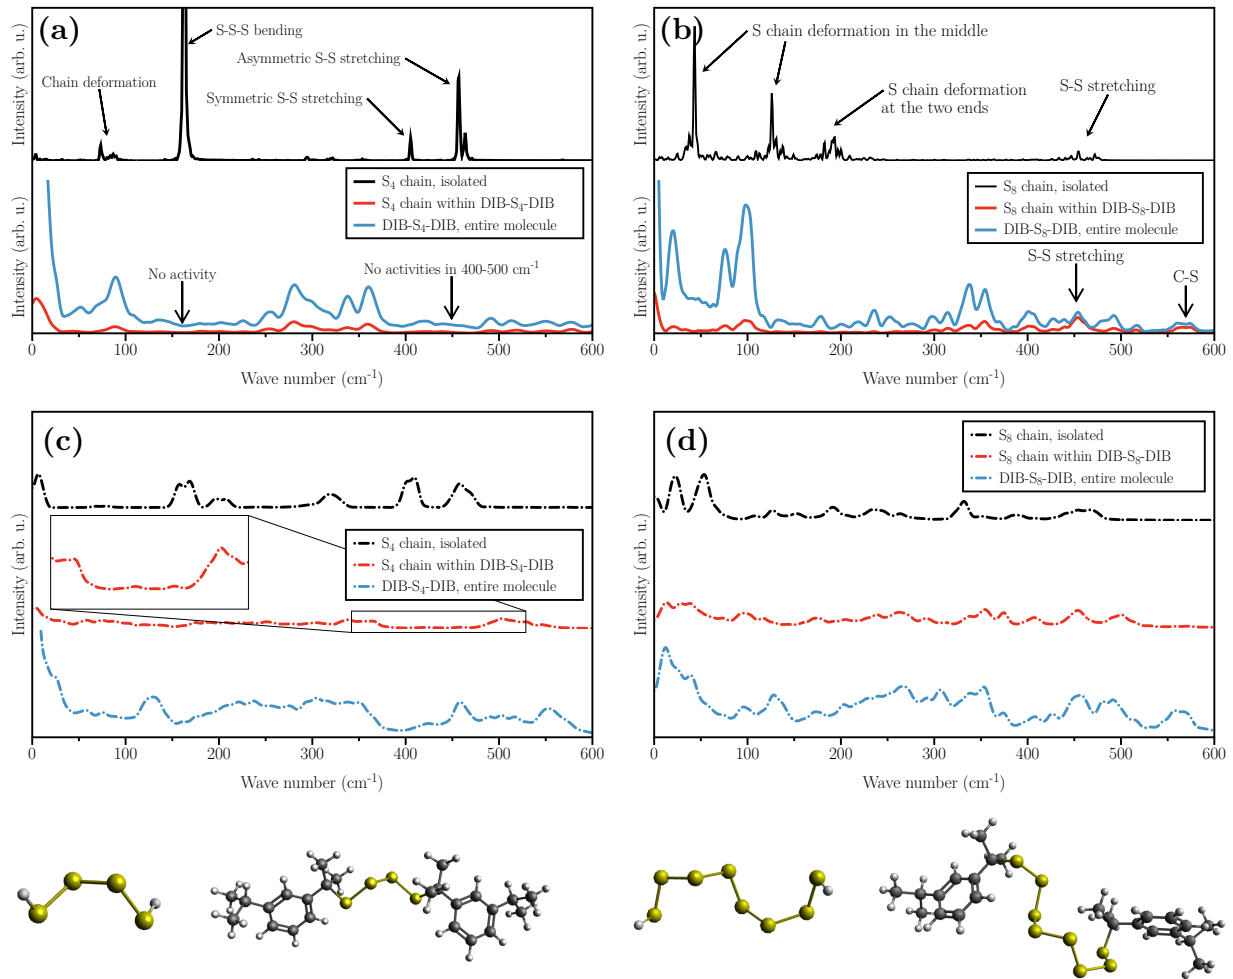 (a)
Intensity (arb. u.)
S-S-S bending
Asymmetric S-S stretching
Chain deformation
Symmetric S-S stretching
S₄ chain, isolated
S₄ chain within DIB-S₄-DIB
DIB-S₄-DIB, entire molecule
Intensity (arb. u.)
No activity
No activities in 400-500 cm⁻¹
0 100 200 300 400 500 600
Wave number (cm⁻¹)
(b)
Intensity (arb. u.)
S chain deformation in the middle
S chain deformation
at the two ends
S-S stretching
S₈ chain, isolated
S₈ chain within DIB-S₈-DIB
DIB-S₈-DIB, entire molecule
Intensity (arb. u.)
S-S stretching
C-S
0 100 200 300 400 500 600
Wave number (cm⁻¹)
(c)
Intensity (arb. u.)
S₄ chain, isolated
S₄ chain within DIB-S₄-DIB
DIB-S₄-DIB, entire molecule
0 100 200 300 400 500 600
Wave number (cm⁻¹)
(d)
Intensity (arb. u.)
S₈ chain, isolated
S₈ chain within DIB-S₈-DIB
DIB-S₈-DIB, entire molecule
0 100 200 300 400 500 600
Wave number (cm⁻¹)